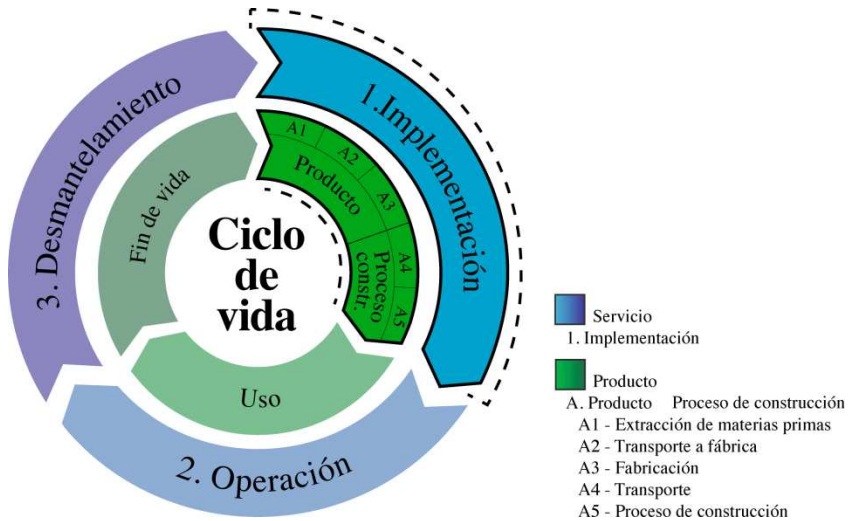 1.Implementación
2. Operación
3. Desmantelamiento
A1
A2
A3
Producto
A4
A5
Proceso
constr.
Uso
Fin de vida
Ciclo
de
vida
Servicio
1. Implementación
Producto
A. Producto Proceso de construcción
A1 - Extracción de materias primas
A2 - Transporte a fábrica
A3 - Fabricación
A4 - Transporte
A5 - Proceso de construcción